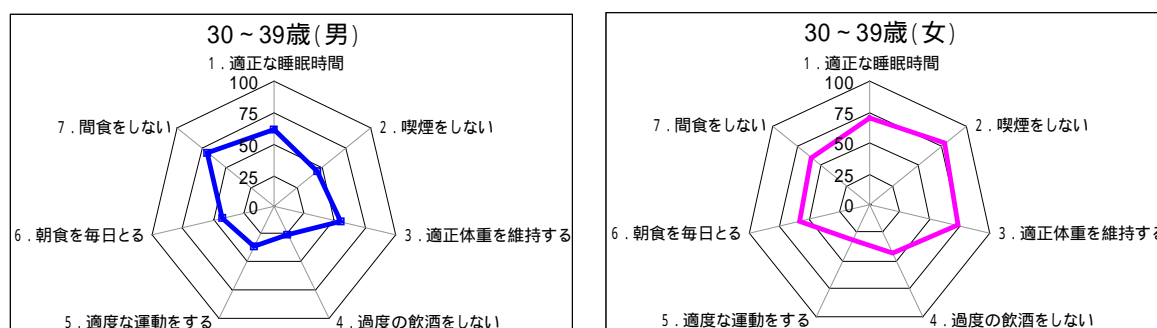 30~39歳(男)
1.適正な睡眠時間
100
75
50
25
0
2.喫煙をしない
3.適正体重を維持する
4.過度の飲酒をしない
5.適度な運動をする
6.朝食を毎日とる
7.間食をしない
30~39歳(女)
1.適正な睡眠時間
100
75
50
25
0
2.喫煙をしない
3.適正体重を維持する
4.過度の飲酒をしない
5.適度な運動をする
6.朝食を毎日とる
7.間食をしない